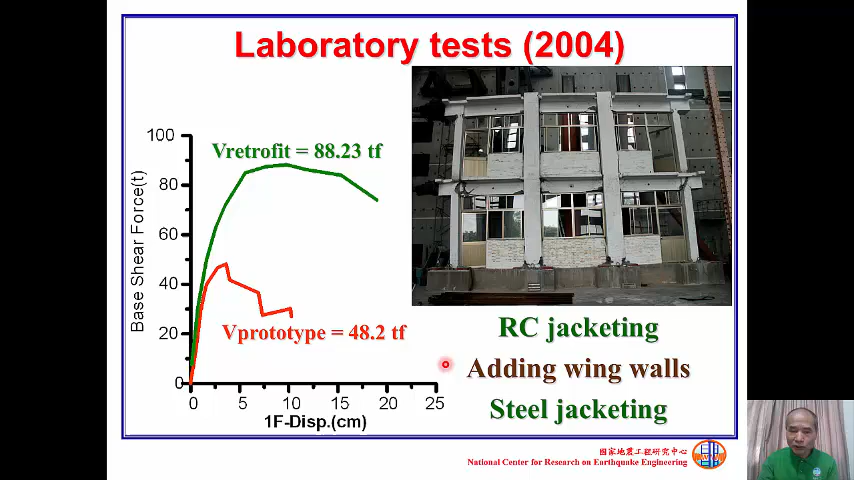 Laboratory tests (2004)
100
80
60
40
20
0
Base Shear Force(t)
Vretrofit = 88.23 tf
Vprototype = 48.2 tf
0 5 10 15 20 25
1F-Disp.(cm)
RC jacketing
Adding wing walls
Steel jacketing
國家地震工程研究中心
National Center for Research on Earthquake Engineering